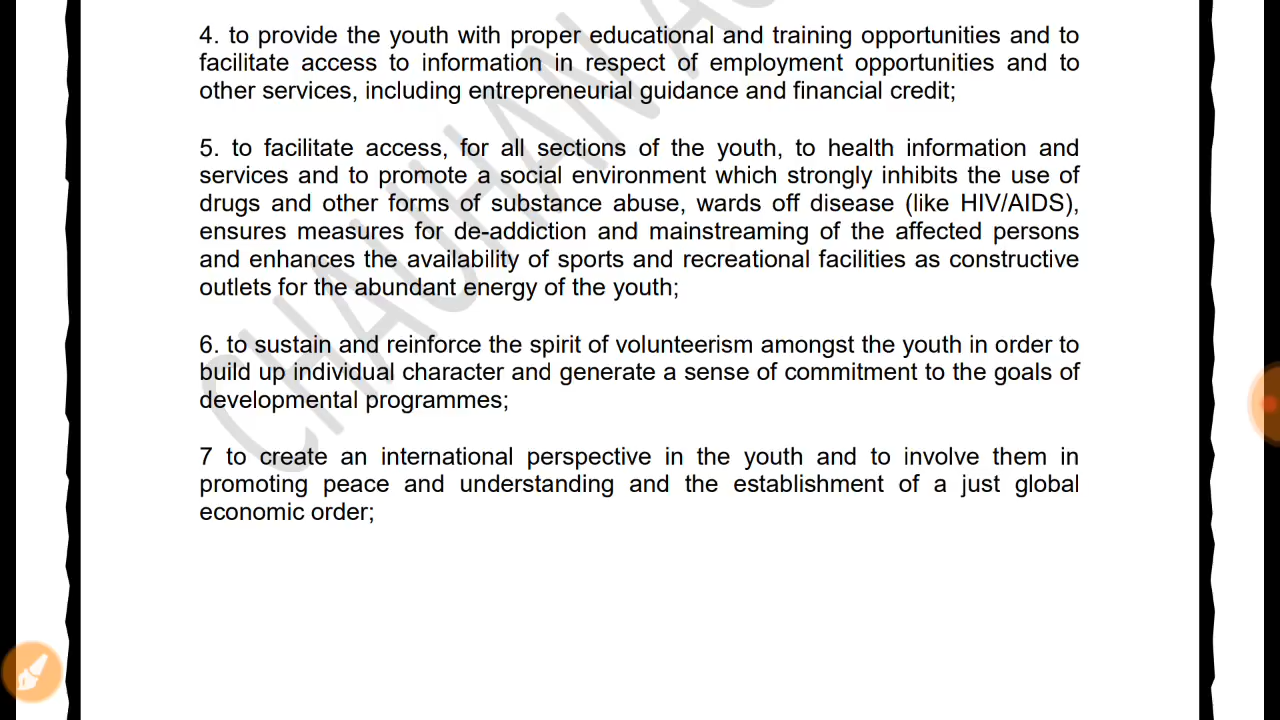 4. to provide the youth with proper educational and training opportunities and to
facilitate access to information in respect of employment opportunities and to
other services, including entrepreneurial guidance and financial credit;
5. to facilitate access, for all sections of the youth, to health information and
services and to promote a social environment which strongly inhibits the use of
drugs and other forms of substance abuse, wards off disease (like HIV/AIDS),
ensures measures for de-addiction and mainstreaming of the affected persons
and enhances the availability of sports and recreational facilities as constructive
outlets for the abundant energy of the youth;
6. to sustain and reinforce the spirit of volunteerism amongst the youth in order to
build up individual character and generate a sense of commitment to the goals of
developmental programmes;
7 to create an international perspective in the youth and to involve them in
promoting peace and understanding and the establishment of a just global
economic order;
CHAUHAN